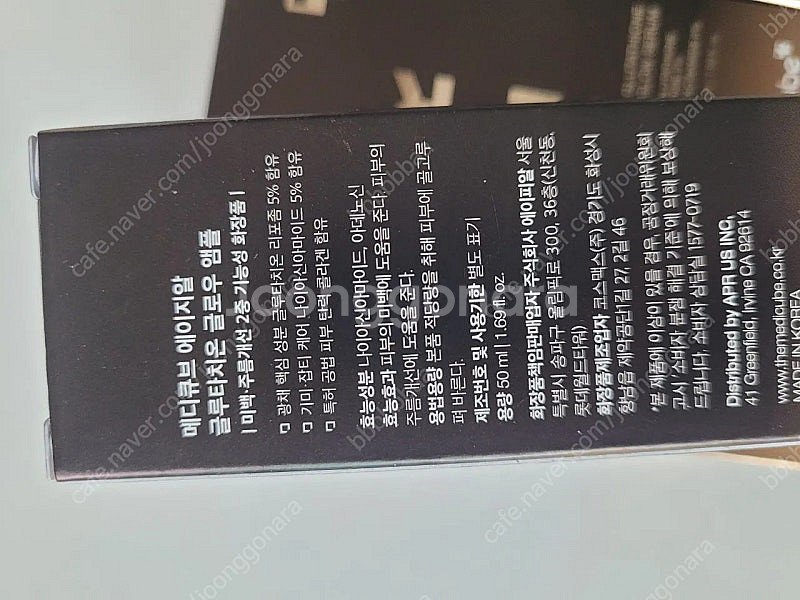 메디큐브 에이지알
글루타치온 글로우 앰플
| 미백 주름개선 2중 기능성 화장품 |
□ 광채 핵심 성분 글루타치온 리포좀 5% 함유
□ 기미·잡티 케어 나이아신아마이드 5% 함유
□ 특허 공법 피부 탄력 콜라겐 함유
효능성분 나이아신아마이드, 아데노신
효능효과 피부의 미백에 도움을 준다. 피부의
주름개선에 도움을 준다.
용법용량 본품 적당량을 취해 피부에 골고루
펴 바른다.
제조번호 및 사용기한 별도 표기
용량 50 ml | 1.69 fl. oz.
화장품책임판매업자 주식회사 에이피알 서울
특별시 송파구 올림픽로 300, 36층(신천동,
롯데월드타워)
화장품제조업자 코스맥스(주) 경기도 화성시
향남읍 제약공단1길 27, 2길 46
*본 제품에 이상이 있을 경우, 공정거래위원회
고시 소비자 분쟁 해결 기준에 의해 보상해
드립니다. 소비자 상담실 1577-0719
Distributed by APR US INC.
41 Greenfield, Irvine CA 92614
www.themedicube.co.kr
MADE IN KOREA
joonggonara
cafe.naver.com/joonggonara